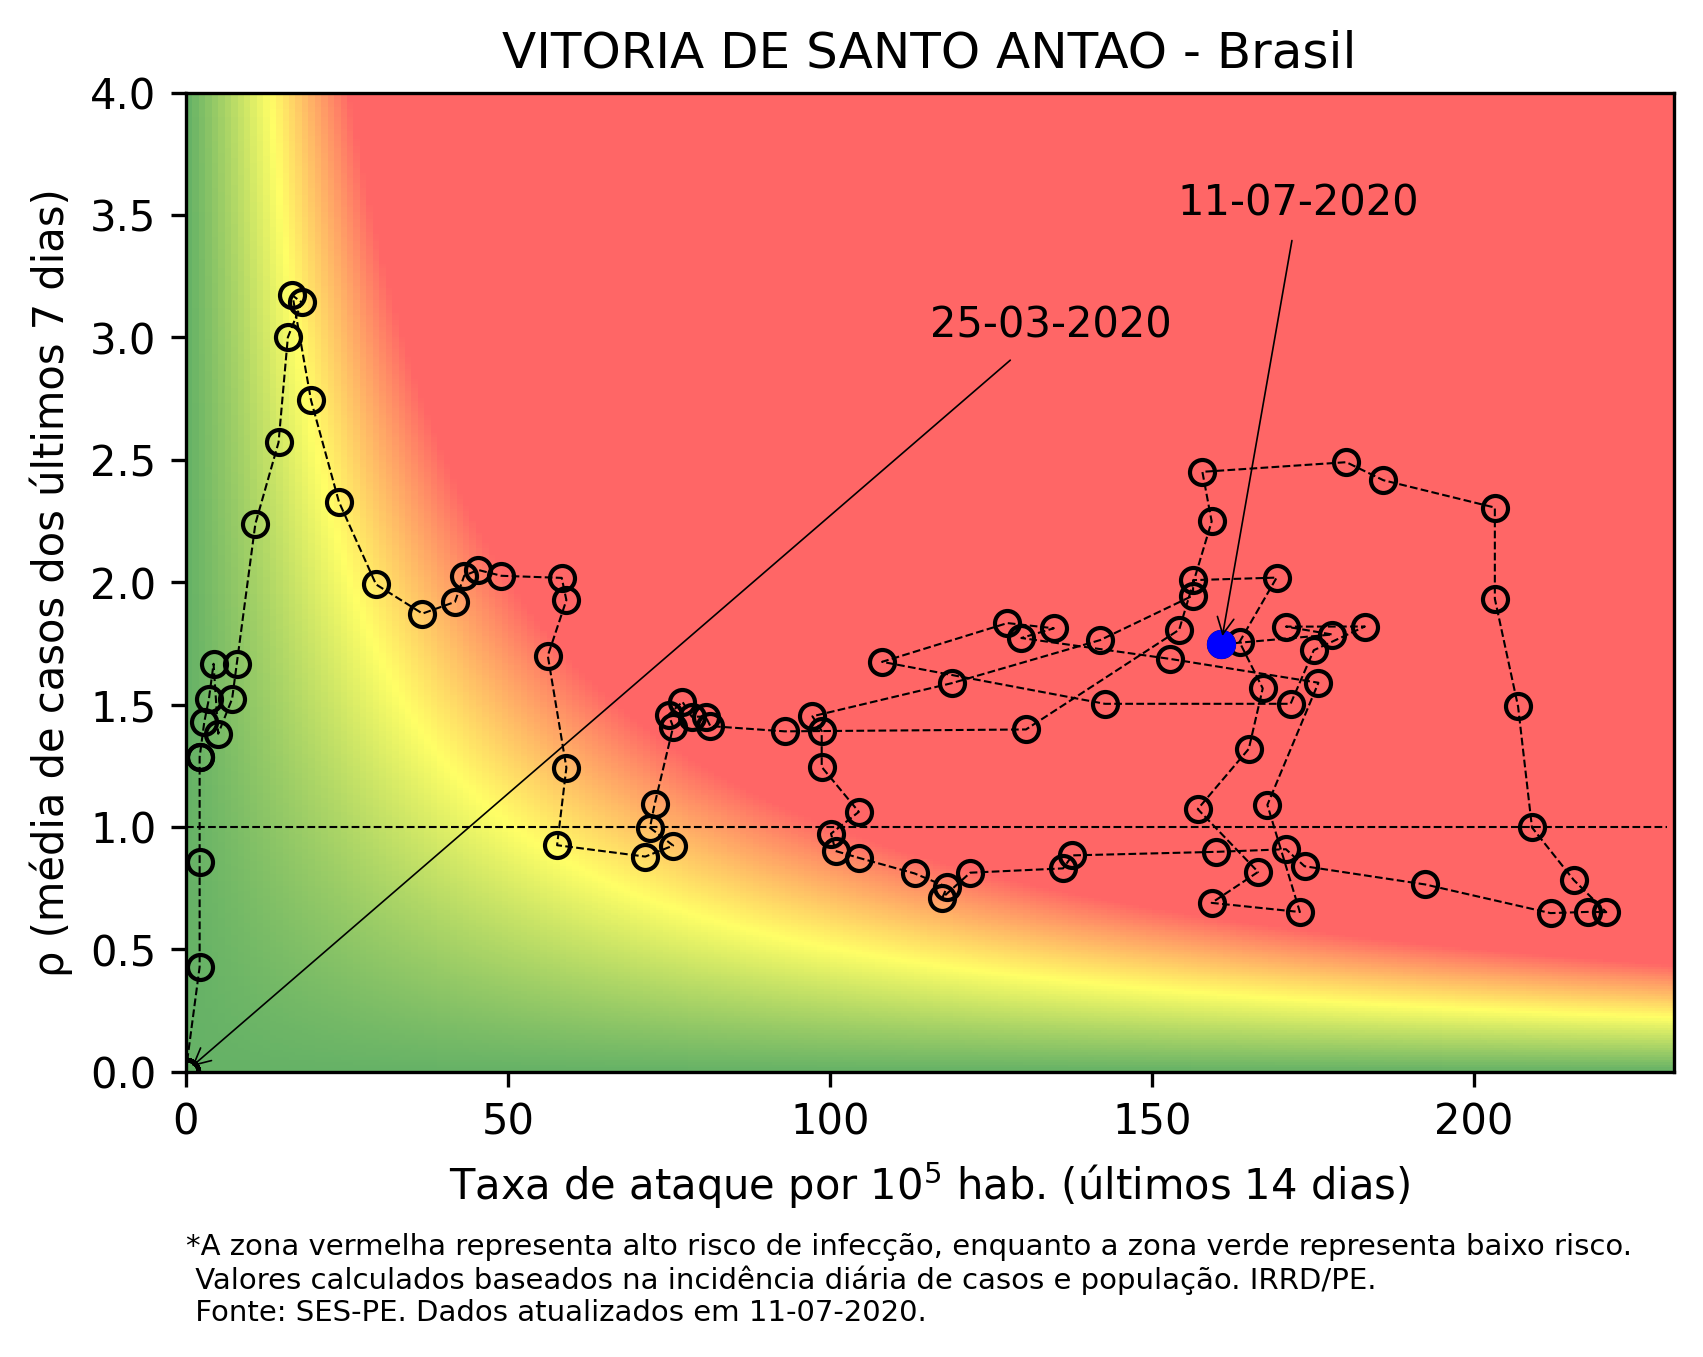 VITORIA DE SANTO ANTAO - Brasil
4.0
3.5
3.0
2.5
2.0
1.5
1.0
0.5
0.0
ρ (média de casos dos últimos 7 dias)
11-07-2020
25-03-2020
0 50 100 150 200
Taxa de ataque por 10⁵ hab. (últimos 14 dias)
*A zona vermelha representa alto risco de infecção, enquanto a zona verde representa baixo risco.
Valores calculados baseados na incidência diária de casos e população. IRRD/PE.
Fonte: SES-PE. Dados atualizados em 11-07-2020.